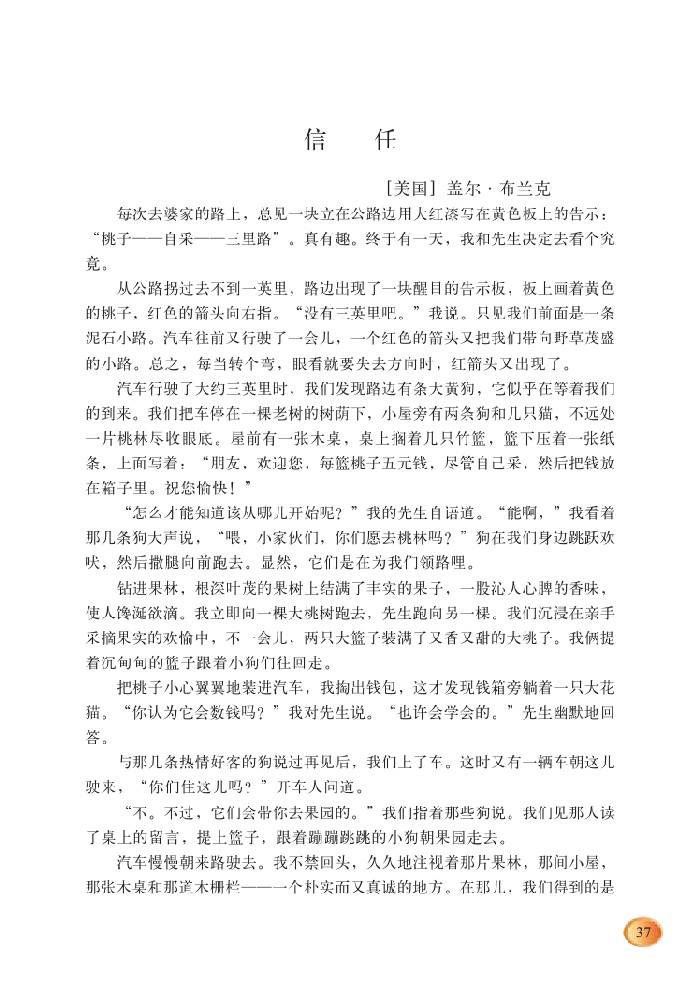 信　　任
[美国] 盖尔·布兰克
每次去婆家的路上，总见一块立在公路边用大红漆写在黄色板上的告示：
“桃子——自采——三里路”。真有趣。终于有一天，我和先生决定去看个究
竟。
从公路拐过去不到一英里，路边出现了一块醒目的告示板，板上画着黄色
的桃子，红色的箭头向右指。“没有三英里吧。”我说。只见我们前面是一条
泥石小路。汽车往前又行驶了一会儿，一个红色的箭头又把我们带向野草茂盛
的小路。总之，每当转个弯，眼看就要失去方向时，红箭头又出现了。
汽车行驶了大约三英里时，我们发现路边有条大黄狗，它似乎在等着我们
的到来。我们把车停在一棵老树的树荫下，小屋旁有两条狗和几只猫，不远处
一片桃林尽收眼底。屋前有一张木桌，桌上搁着几只竹篮，篮下压着一张纸
条，上面写着：“朋友，欢迎您，每篮桃子五元钱，尽管自己采，然后把钱放
在箱子里。祝您愉快！”
“怎么才能知道该从哪儿开始呢？”我的先生自语道。“能啊，”我看着
那几条狗大声说，“喂，小家伙们，你们愿去桃林吗？”狗在我们身边跳跃欢
吠，然后撒腿向前跑去。显然，它们是在为我们领路哩。
钻进果林，根深叶茂的果树上结满了丰实的果子，一股沁人心脾的香味，
使人馋涎欲滴。我立即向一棵大桃树跑去，先生跑向另一棵。我们沉浸在亲手
采摘果实的欢愉中，不一会儿，两只大篮子装满了又香又甜的大桃子。我俩提
着沉甸甸的篮子跟着小狗们往回走。
把桃子小心翼翼地装进汽车，我掏出钱包，这才发现钱箱旁躺着一只大花
猫。“你认为它会数钱吗？”我对先生说。“也许会学会的。”先生幽默地回
答。
与那几条热情好客的狗说过再见后，我们上了车。这时又有一辆车朝这儿
驶来，“你们住这儿吗？”开车人问道。
“不。不过，它们会带你去果园的。”我们指着那些狗说。我们见那人读
了桌上的留言，提上篮子，跟着蹦蹦跳跳的小狗朝果园走去。
汽车慢慢朝来路驶去。我不禁回头，久久地注视着那片果林，那间小屋，
那张木桌和那道木栅栏——一个朴实而又真诚的地方。在那儿，我们得到的是
37